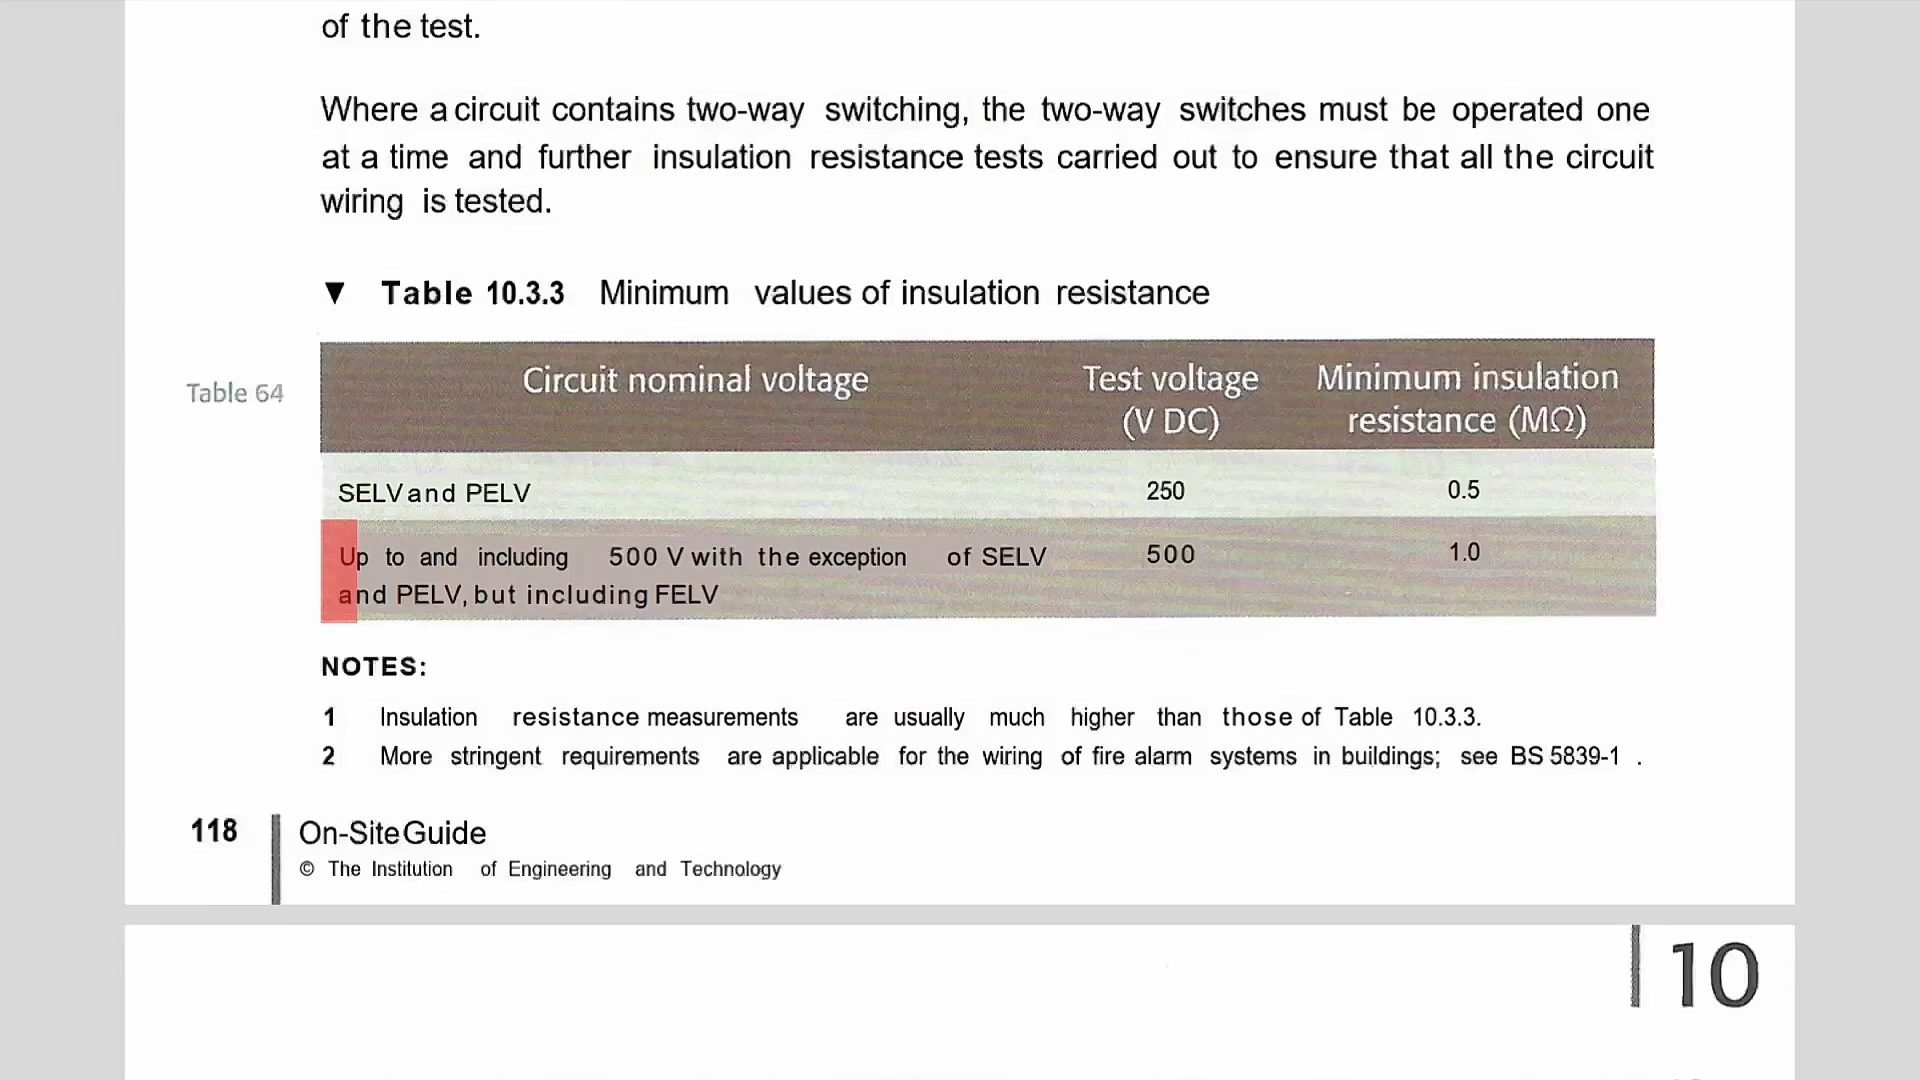 of the test.
Where a circuit contains two-way switching, the two-way switches must be operated one
at a time and further insulation resistance tests carried out to ensure that all the circuit
wiring is tested.
▼ Table 10.3.3 Minimum values of insulation resistance
Table 64
Circuit nominal voltage
Test voltage
(V DC)
Minimum insulation
resistance (MΩ)
SELV and PELV 250 0.5
Up to and including 500 V with the exception of SELV 500 1.0
and PELV, but including FELV
NOTES:
1 Insulation resistance measurements are usually much higher than those of Table 10.3.3.
2 More stringent requirements are applicable for the wiring of fire alarm systems in buildings; see BS 5839-1 .
118
On-Site Guide
© The Institution of Engineering and Technology
10